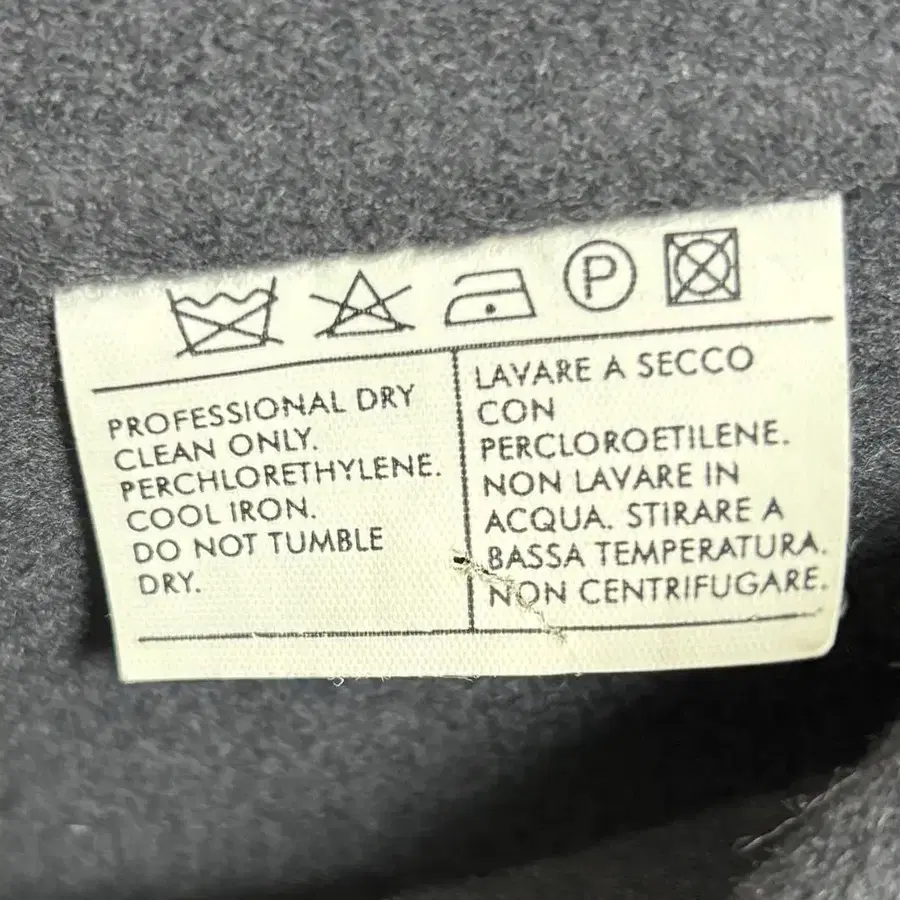 P
PROFESSIONAL DRY
CLEAN ONLY.
PERCHLORETHYLENE.
COOL IRON.
DO NOT TUMBLE
DRY.
LAVARE A SECCO
CON
PERCLOROETILENE.
NON LAVARE IN
ACQUA. STIRARE A
BASSA TEMPERATURA.
NON CENTRIFUGARE.